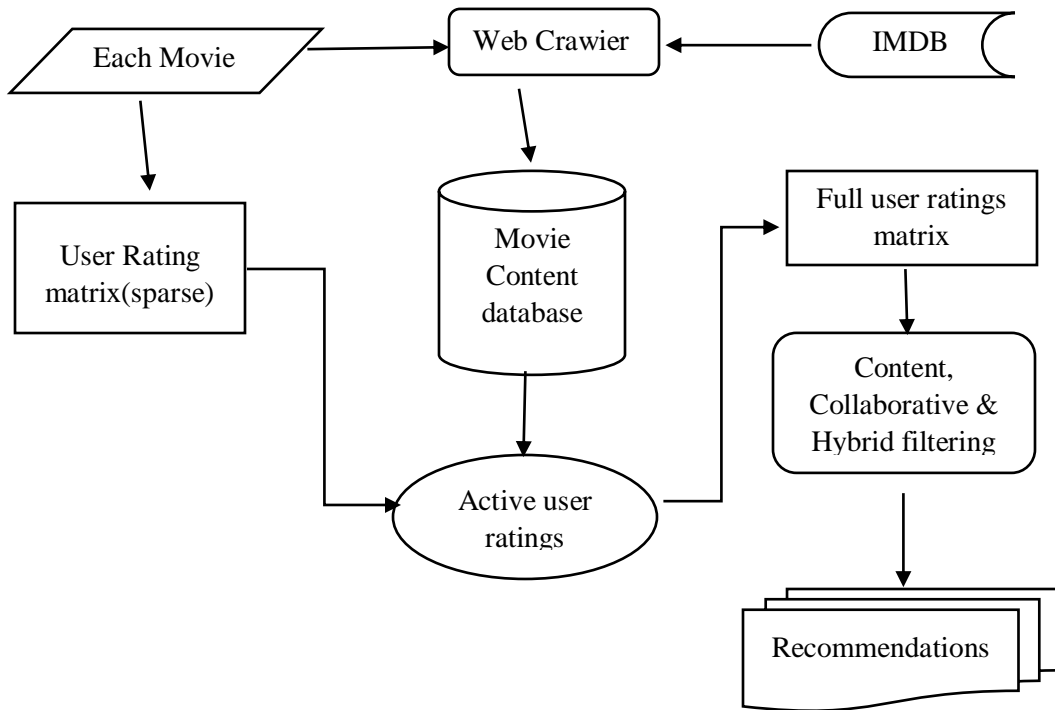 Each Movie
Web Crawier
IMDB
User Rating
matrix(sparse)
Movie
Content
database
Full user ratings
matrix
Content,
Collaborative &
Hybrid filtering
Active user
ratings
Recommendations